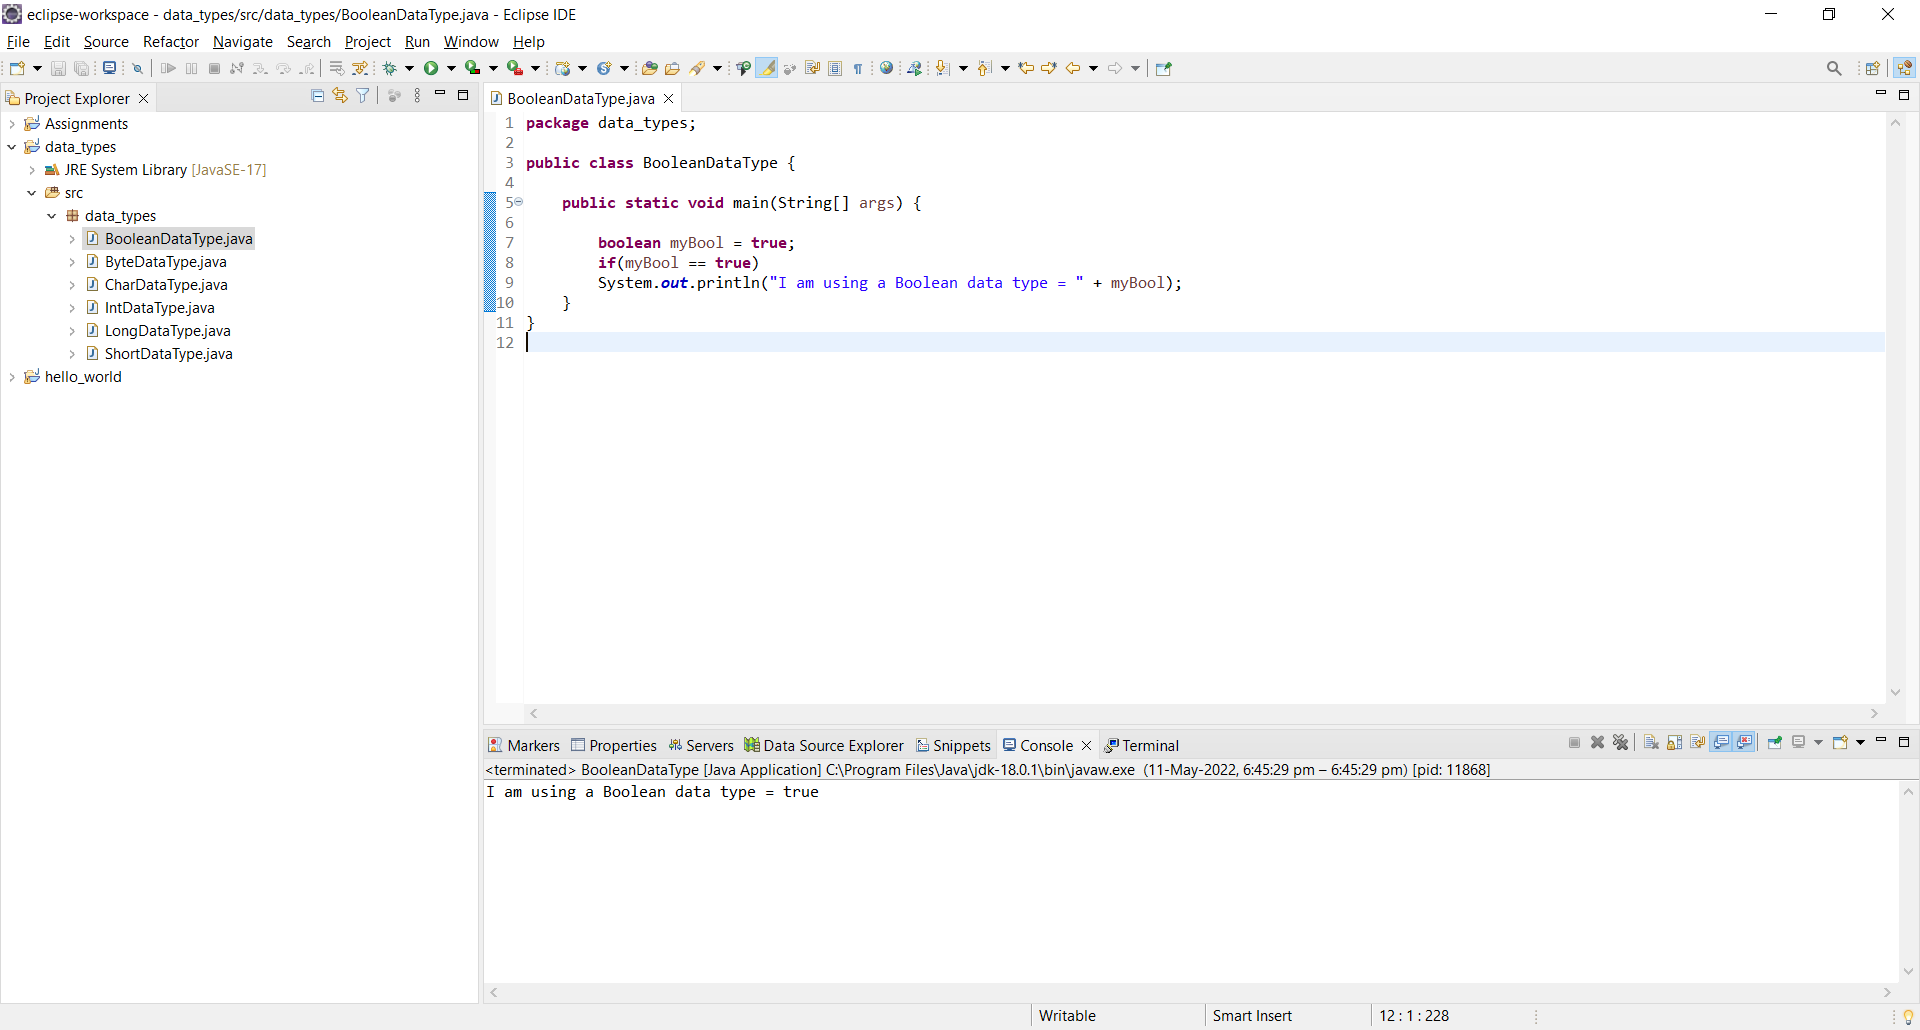 eclipse-workspace - data_types/src/data_types/BooleanDataType.java - Eclipse IDE
File Edit Source Refactor Navigate Search Project Run Window Help
Project Explorer
Assignments
data_types
JRE System Library [JavaSE-17]
src
data_types
BooleanDataType.java
ByteDataType.java
CharDataType.java
IntDataType.java
LongDataType.java
ShortDataType.java
hello_world
BooleanDataType.java
1 package data_types;
2
3 public class BooleanDataType {
4
5 public static void main(String[] args) {
6
7 boolean myBool = true;
8 if(myBool == true)
9 System.out.println("I am using a Boolean data type = " + myBool);
10 }
11 }
12
Markers Properties Servers Data Source Explorer Snippets Console Terminal
<terminated> BooleanDataType [Java Application] C:\Program Files\Java\jdk-18.0.1\bin\javaw.exe (11-May-2022, 6:45:29 pm – 6:45:29 pm) [pid: 11868]
I am using a Boolean data type = true
Writable Smart Insert 12 : 1 : 228